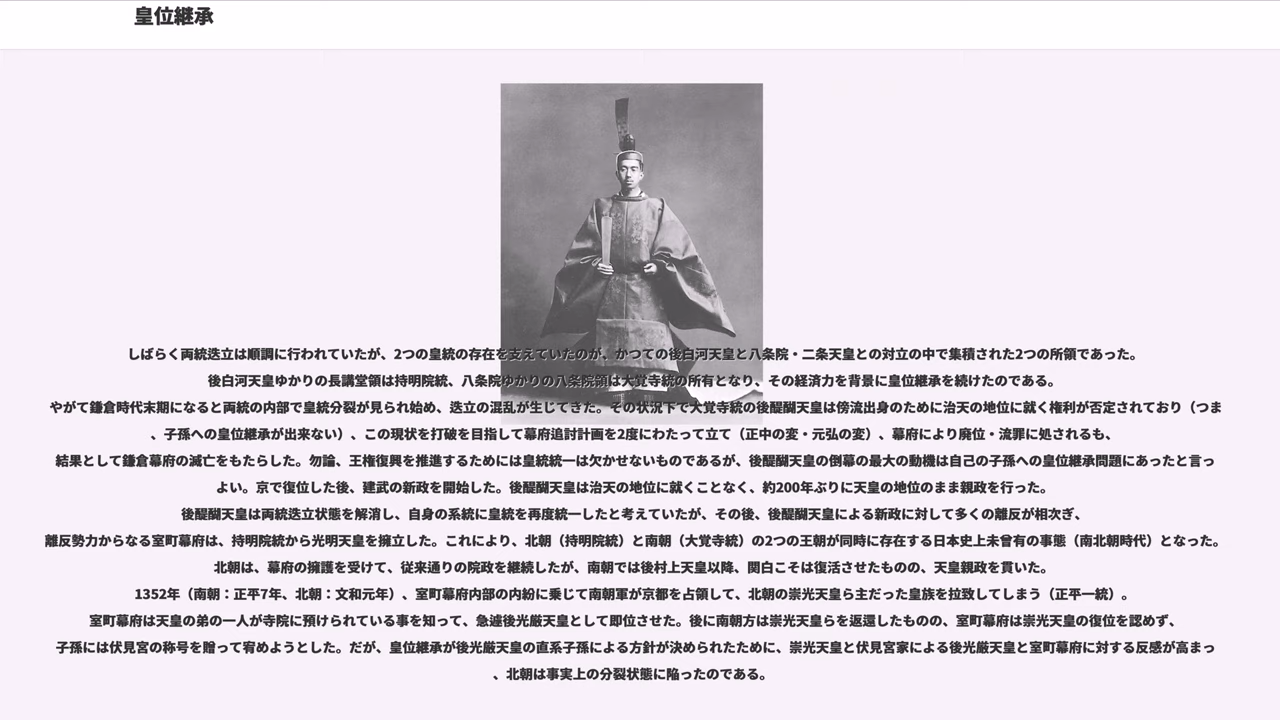 皇位継承
しばらく両統迭立は順調に行われていたが、2つの皇統の存在を支えていたのが、かつての後白河天皇と八条院・二条天皇との対立の中で集積された2つの所領であった。
後白河天皇ゆかりの長講堂領は持明院統、八条院ゆかりの八条院領は大覚寺統の所有となり、その経済力を背景に皇位継承を続けたのである。
やがて鎌倉時代末期になると両統の内部で皇統分裂が見られ始め、迭立の混乱が生じてきた。その状況下で大覚寺統の後醍醐天皇は傍流出身のために治天の地位に就く権利が否定されており（つま
、子孫への皇位継承が出来ない）、この現状を打破を目指して幕府追討計画を2度にわたって立て（正中の変・元弘の変）、幕府により廃位・流罪に処されるも、
結果として鎌倉幕府の滅亡をもたらした。勿論、王権復興を推進するためには皇統統一は欠かせないものであるが、後醍醐天皇の倒幕の最大の動機は自己の子孫への皇位継承問題にあったと言っ
よい。京で復位した後、建武の新政を開始した。後醍醐天皇は治天の地位に就くことなく、約200年ぶりに天皇の地位のまま親政を行った。
後醍醐天皇は両統迭立状態を解消し、自身の系統に皇統を再度統一したと考えていたが、その後、後醍醐天皇による新政に対して多くの離反が相次ぎ、
離反勢力からなる室町幕府は、持明院統から光明天皇を擁立した。これにより、北朝（持明院統）と南朝（大覚寺統）の2つの王朝が同時に存在する日本史上未曾有の事態（南北朝時代）となった。
北朝は、幕府の擁護を受けて、従来通りの院政を継続したが、南朝では後村上天皇以降、関白こそは復活させたものの、天皇親政を貫いた。
1352年（南朝：正平7年、北朝：文和元年）、室町幕府内部の内紛に乗じて南朝軍が京都を占領して、北朝の崇光天皇ら主だった皇族を拉致してしまう（正平一統）。
室町幕府は天皇の弟の一人が寺院に預けられている事を知って、急遽後光厳天皇として即位させた。後に南朝方は崇光天皇らを返還したものの、室町幕府は崇光天皇の復位を認めず、
子孫には伏見宮の称号を贈って宥めようとした。だが、皇位継承が後光厳天皇の直系子孫による方針が決められたために、崇光天皇と伏見宮家による後光厳天皇と室町幕府に対する反感が高まっ
、北朝は事実上の分裂状態に陥ったのである。